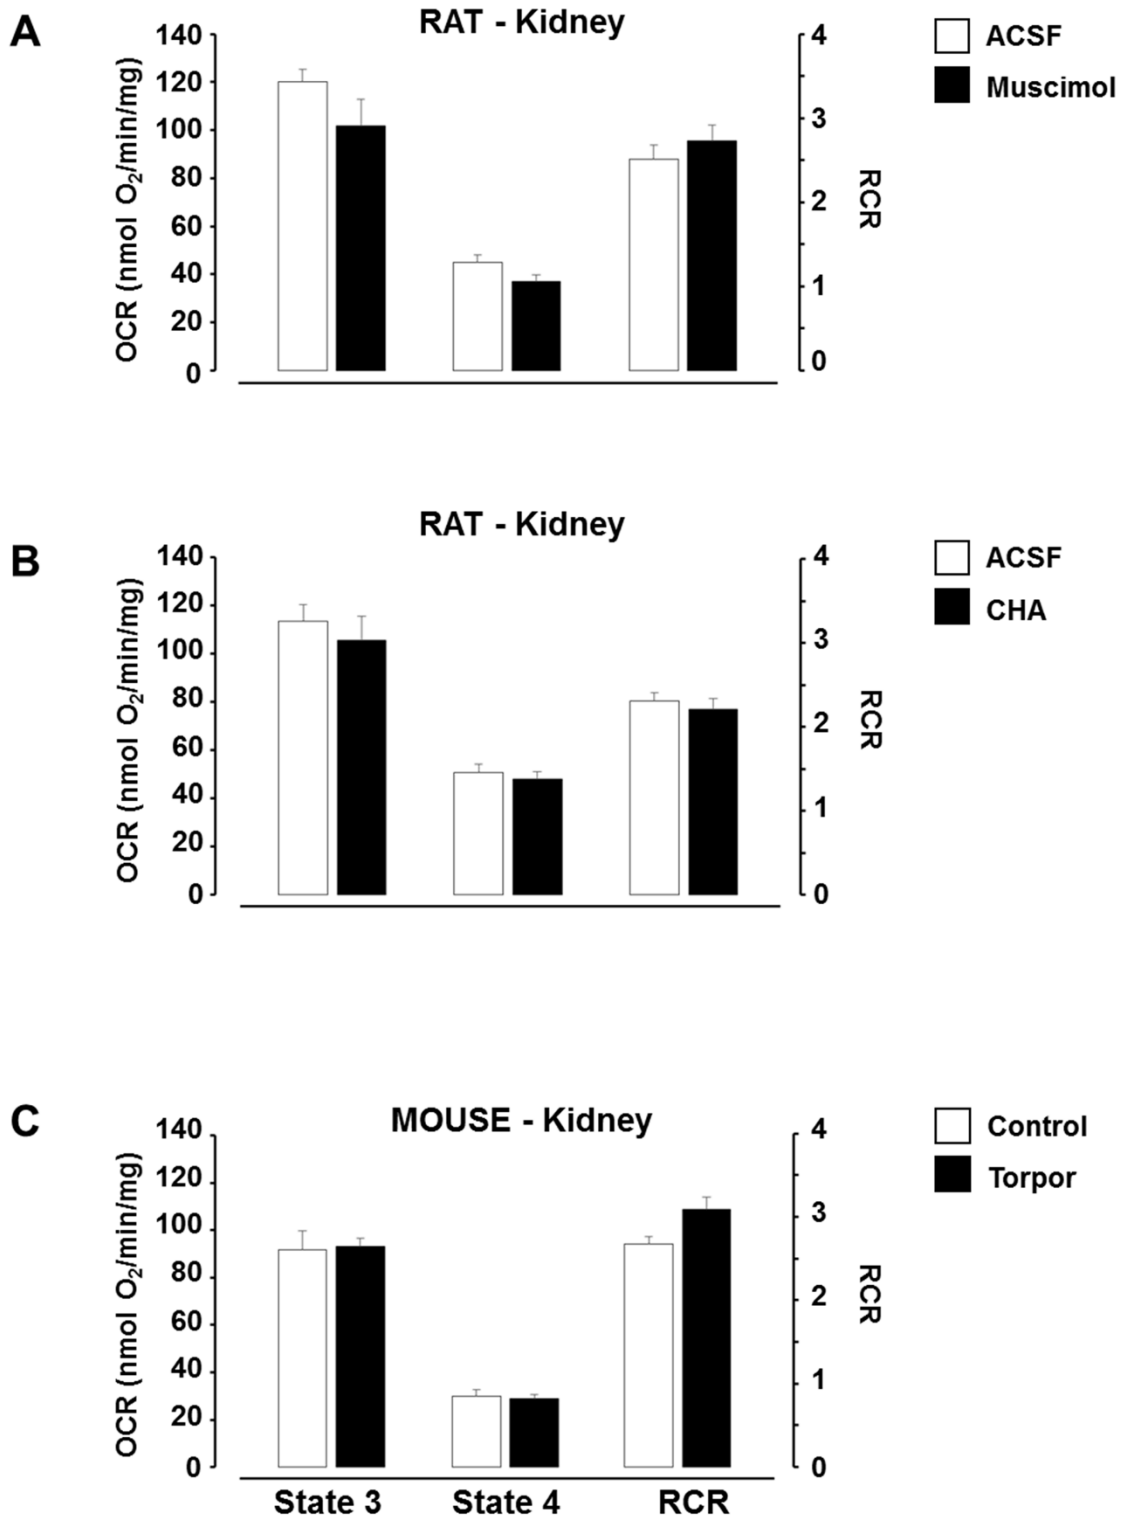 A
RAT - Kidney
140
120
100
80
60
40
20
0
OCR (nmol O₂/min/mg)
4
3
2
1
0
RCR
ACSF
Muscimol
B
RAT - Kidney
140
120
100
80
60
40
20
0
OCR (nmol O₂/min/mg)
4
3
2
1
0
RCR
ACSF
CHA
C
MOUSE - Kidney
140
120
100
80
60
40
20
0
OCR (nmol O₂/min/mg)
4
3
2
1
0
RCR
Control
Torpor
State 3 State 4 RCR